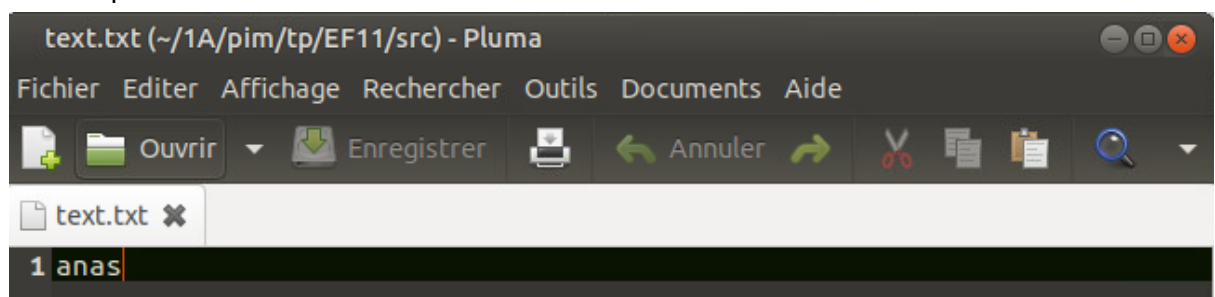 text.txt (~/1A/pim/tp/EF11/src) - Pluma
Fichier Editer Affichage Rechercher Outils Documents Aide
Ouvrir Enregistrer Annuler
text.txt
1 anas